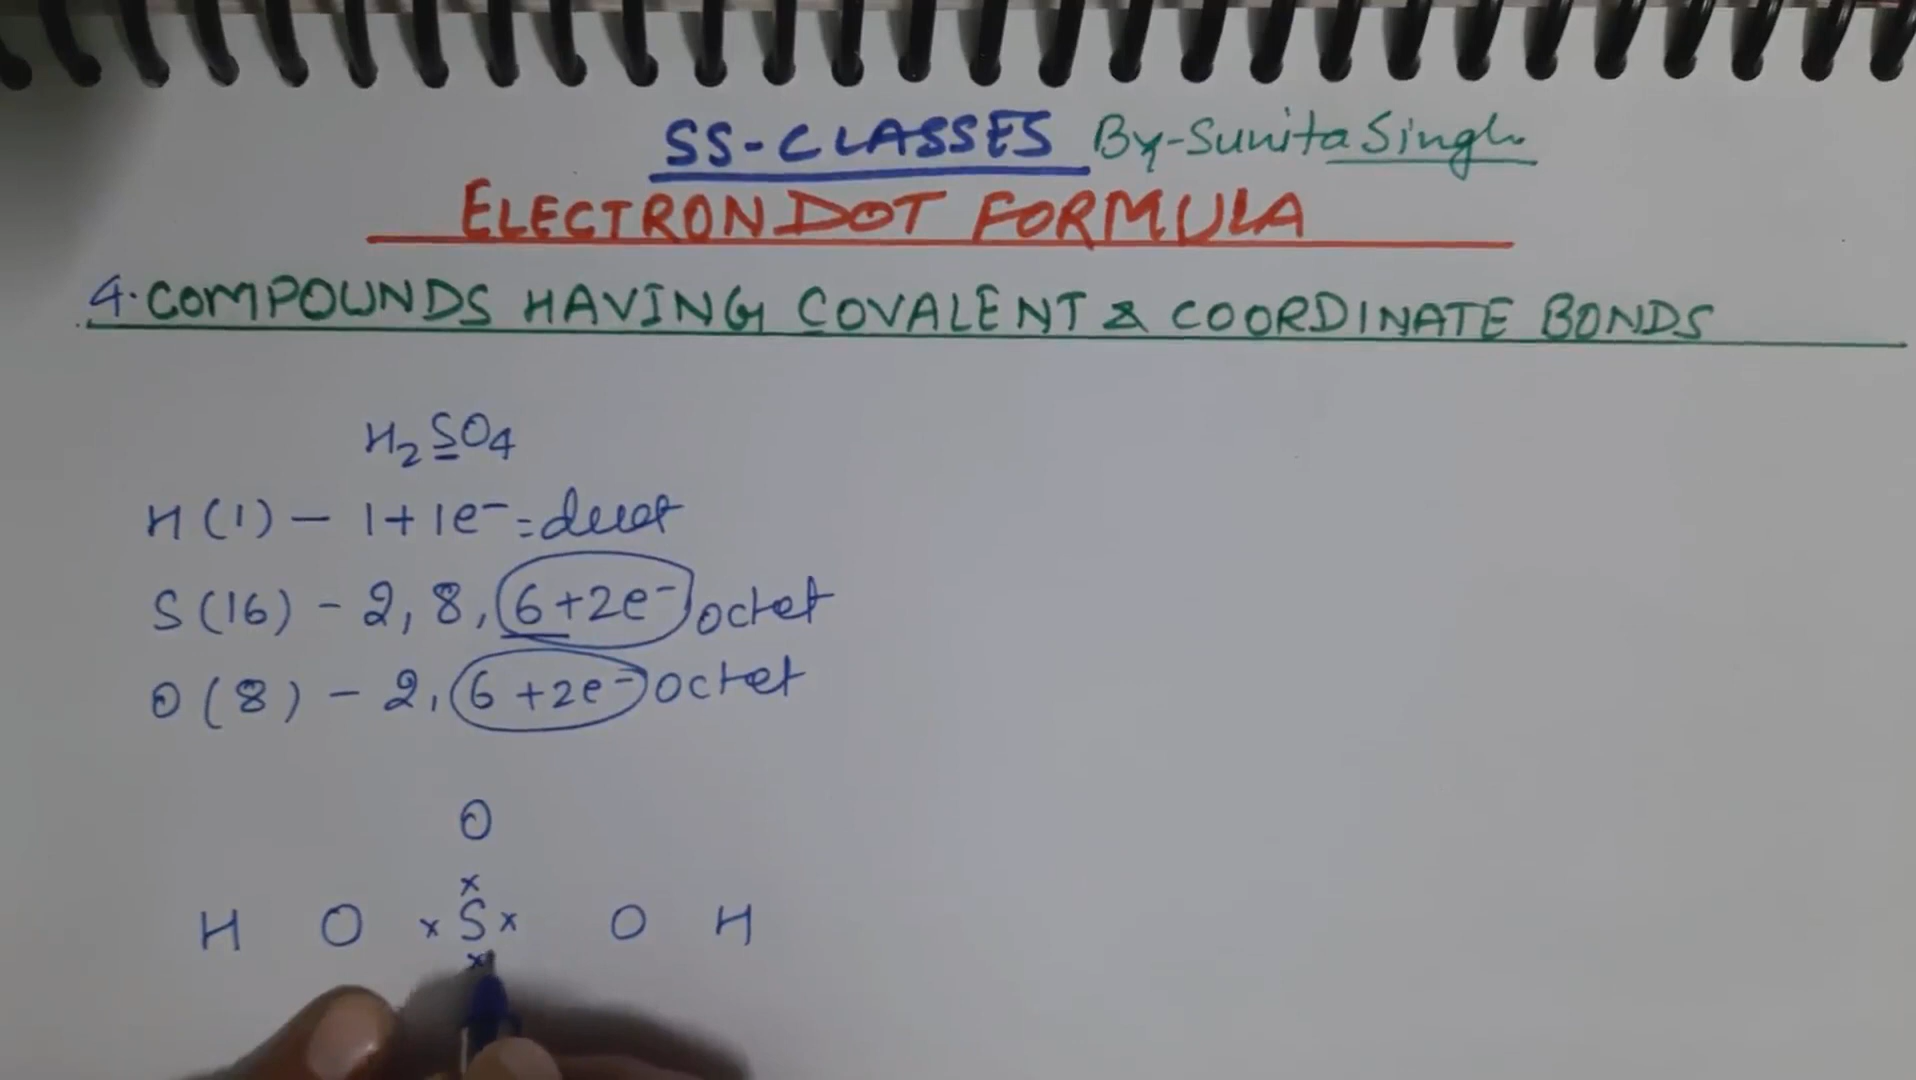 SS-CLASSES By-Sunita Singh
ELECTRON DOT FORMULA
4. COMPOUNDS HAVING COVALENT & COORDINATE BONDS
H₂SO₄
H (1) - 1 + 1e⁻ = duet
S (16) - 2, 8, 6 + 2e⁻ octet
O (8) - 2, 6 + 2e⁻ octet
O
x
H O x S x O H
x